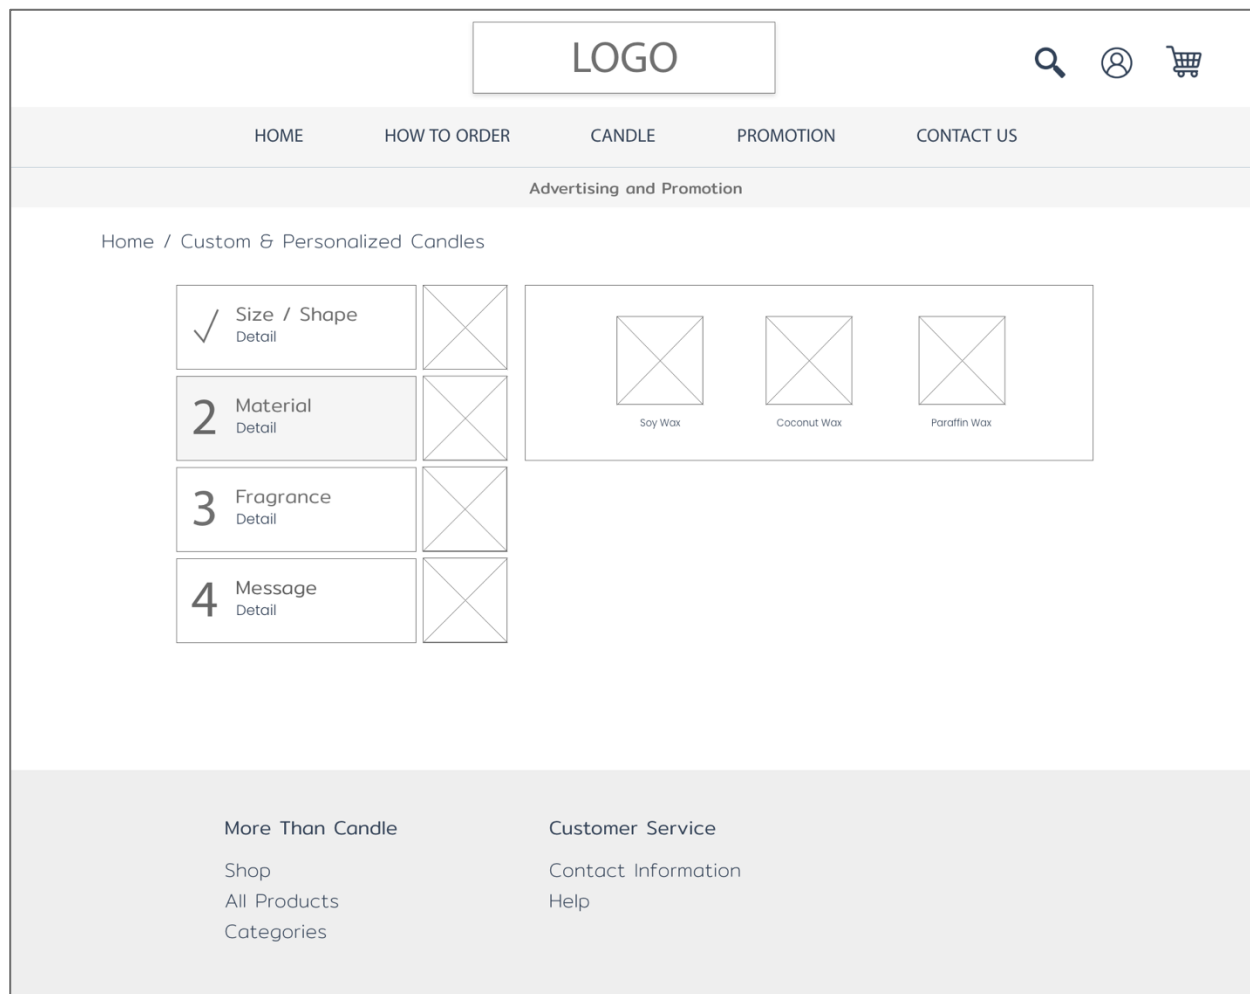 LOGO
HOME HOW TO ORDER CANDLE PROMOTION CONTACT US
Advertising and Promotion
Home / Custom & Personalized Candles
Size / Shape
Detail
2 Material
Detail
3 Fragrance
Detail
4 Message
Detail
Soy Wax Coconut Wax Paraffin Wax
More Than Candle
Shop
All Products
Categories
Customer Service
Contact Information
Help